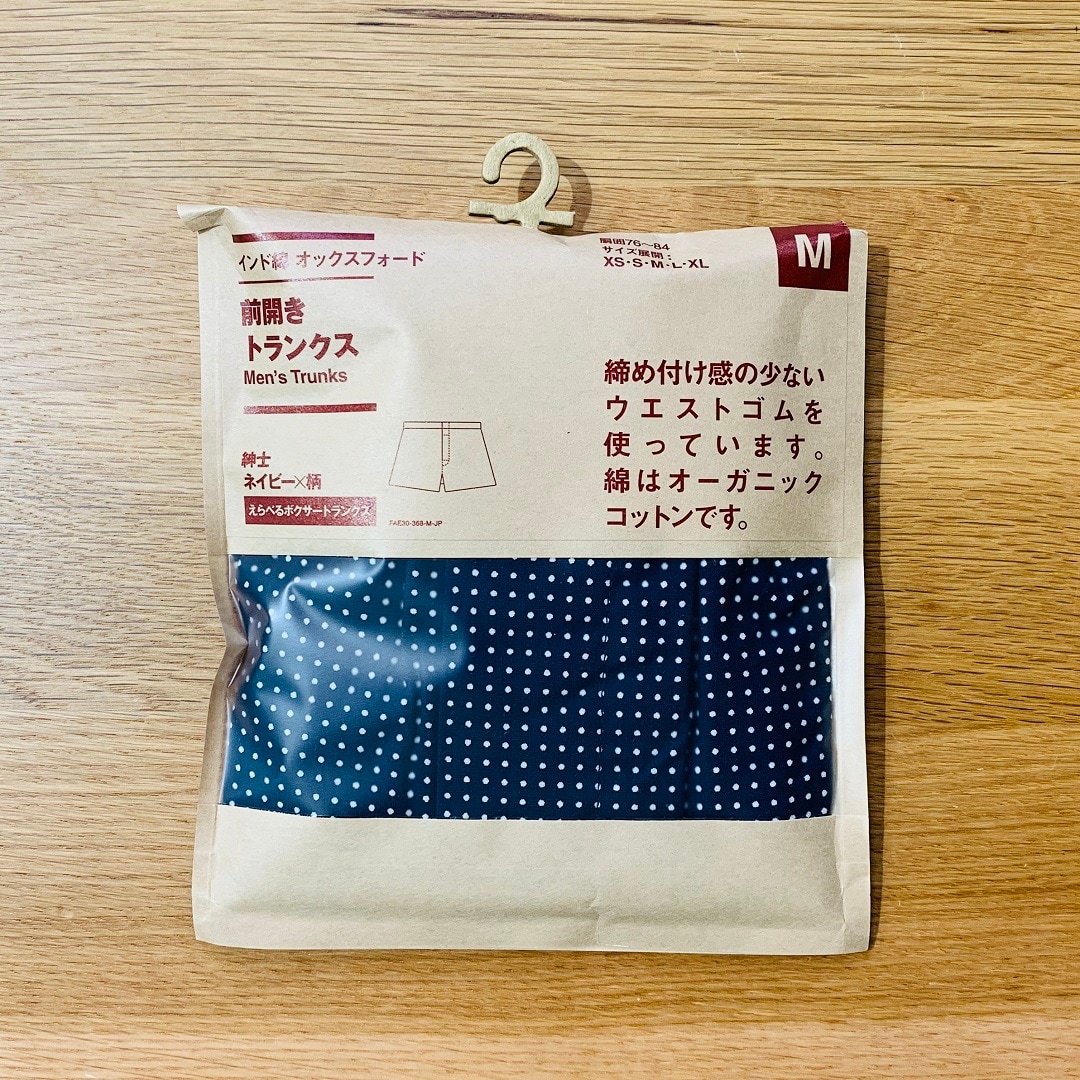 インド綿 オックスフォード
前開き
トランクス
Men's Trunks
紳士
ネイビー×柄
えらべるボクサートランクス
FAE30-368-M-JP
胴囲76〜84
サイズ展開：
XS・S・M・L・XL
M
締め付け感の少ない
ウエストゴムを
使っています。
綿はオーガニック
コットンです。